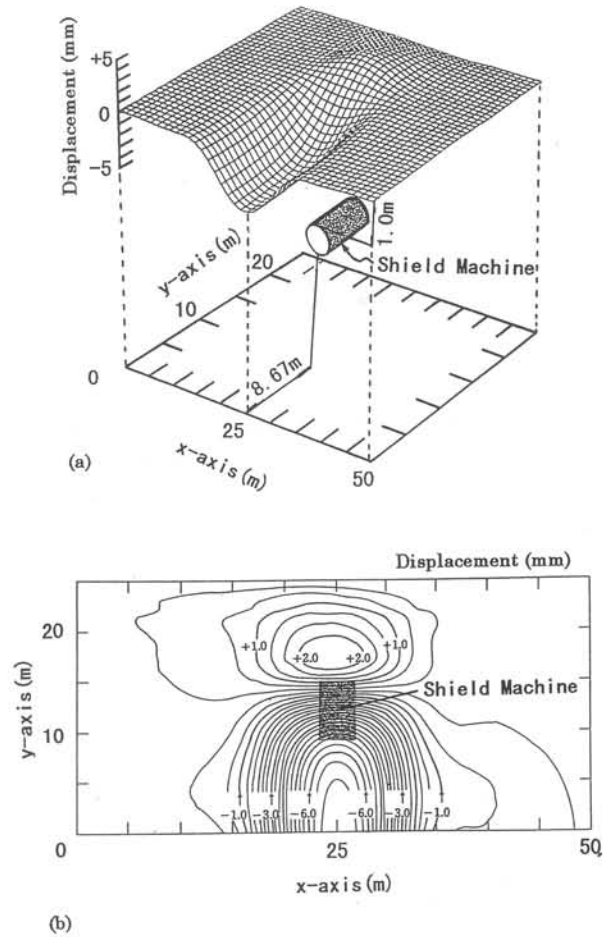 Displacement (mm)
+5
0
-5
1.0m
Shield Machine
y-axis(m)
20
10
0
8.67m
25
x-axis(m)
50
(a)
Displacement (mm)
20
+1.0
+1.0
+2.0
+2.0
Shield Machine
y-axis(m)
10
-1.0
-3.0
-6.0
-6.0
-3.0
-1.0
0
0
25
50
x-axis(m)
(b)